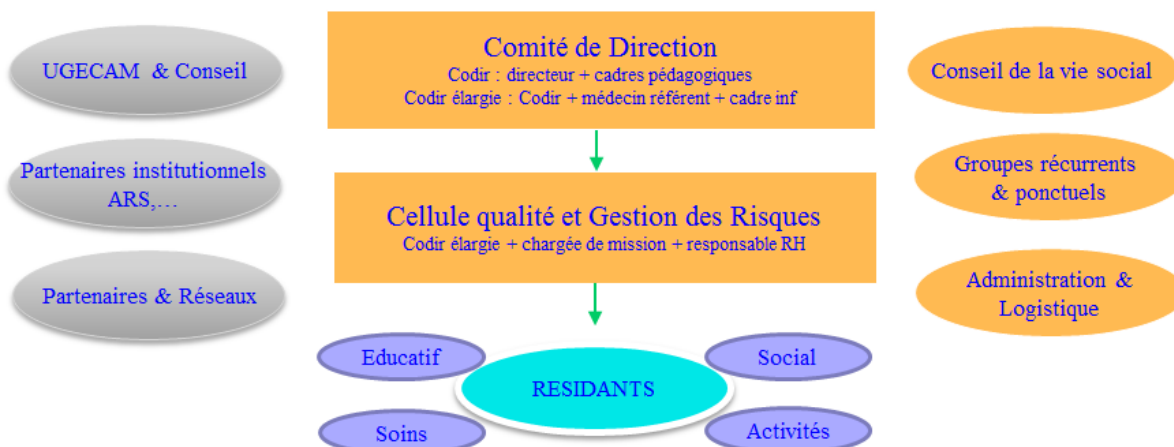 UGECAM & Conseil
Partenaires institutionnels
ARS,...
Partenaires & Réseaux
Comité de Direction
Codir : directeur + cadres pédagogiques
Codir élargie : Codir + médecin référent + cadre inf
Cellule qualité et Gestion des Risques
Codir élargie + chargée de mission + responsable RH
Conseil de la vie social
Groupes récurrents
& ponctuels
Administration &
Logistique
Educatif
Social
RESIDANTS
Soins
Activités